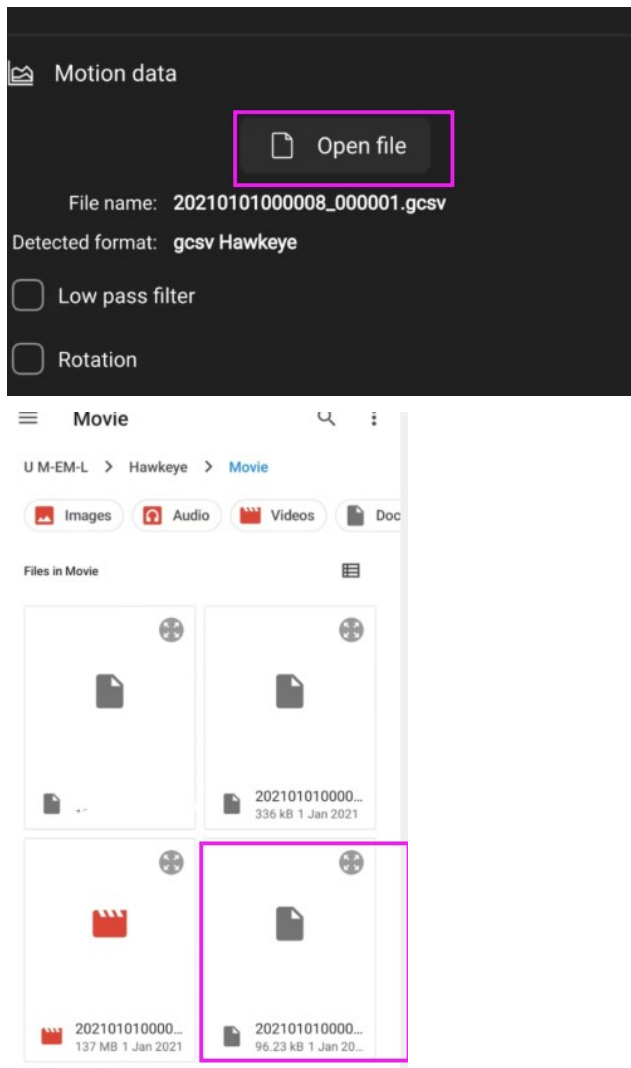 Motion data
Open file
File name: 20210101000008_000001.gcsv
Detected format: gcsv Hawkeye
Low pass filter
Rotation
Movie
U M-EM-L > Hawkeye > Movie
Images Audio Videos Doc
Files in Movie
202101010000...
336 kB 1 Jan 2021
202101010000... 202101010000...
137 MB 1 Jan 2021 96.23 kB 1 Jan 20...